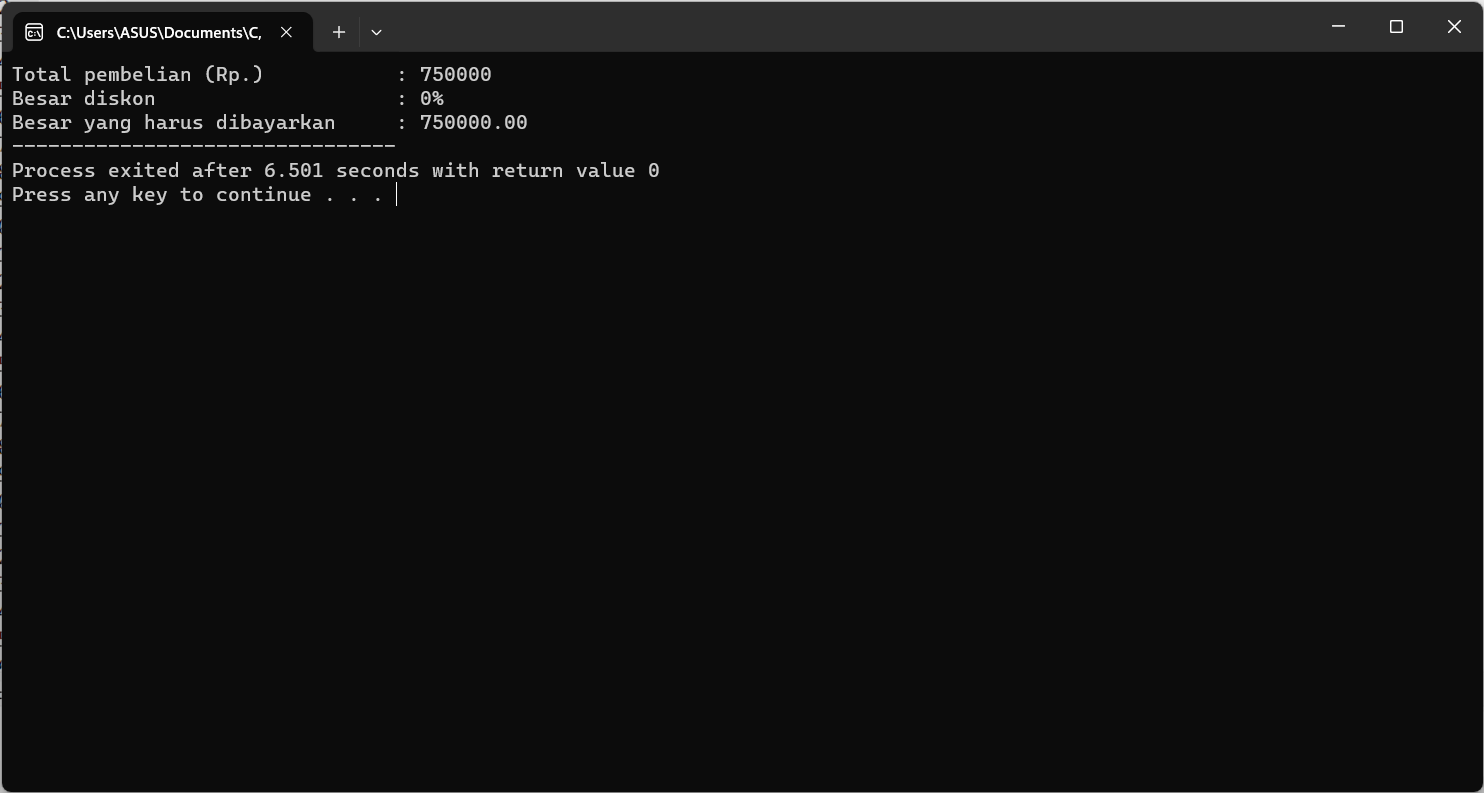 C:\Users\ASUS\Documents\C,
Total pembelian (Rp.) : 750000
Besar diskon : 0%
Besar yang harus dibayarkan : 750000.00
--------------------------------
Process exited after 6.501 seconds with return value 0
Press any key to continue . . .